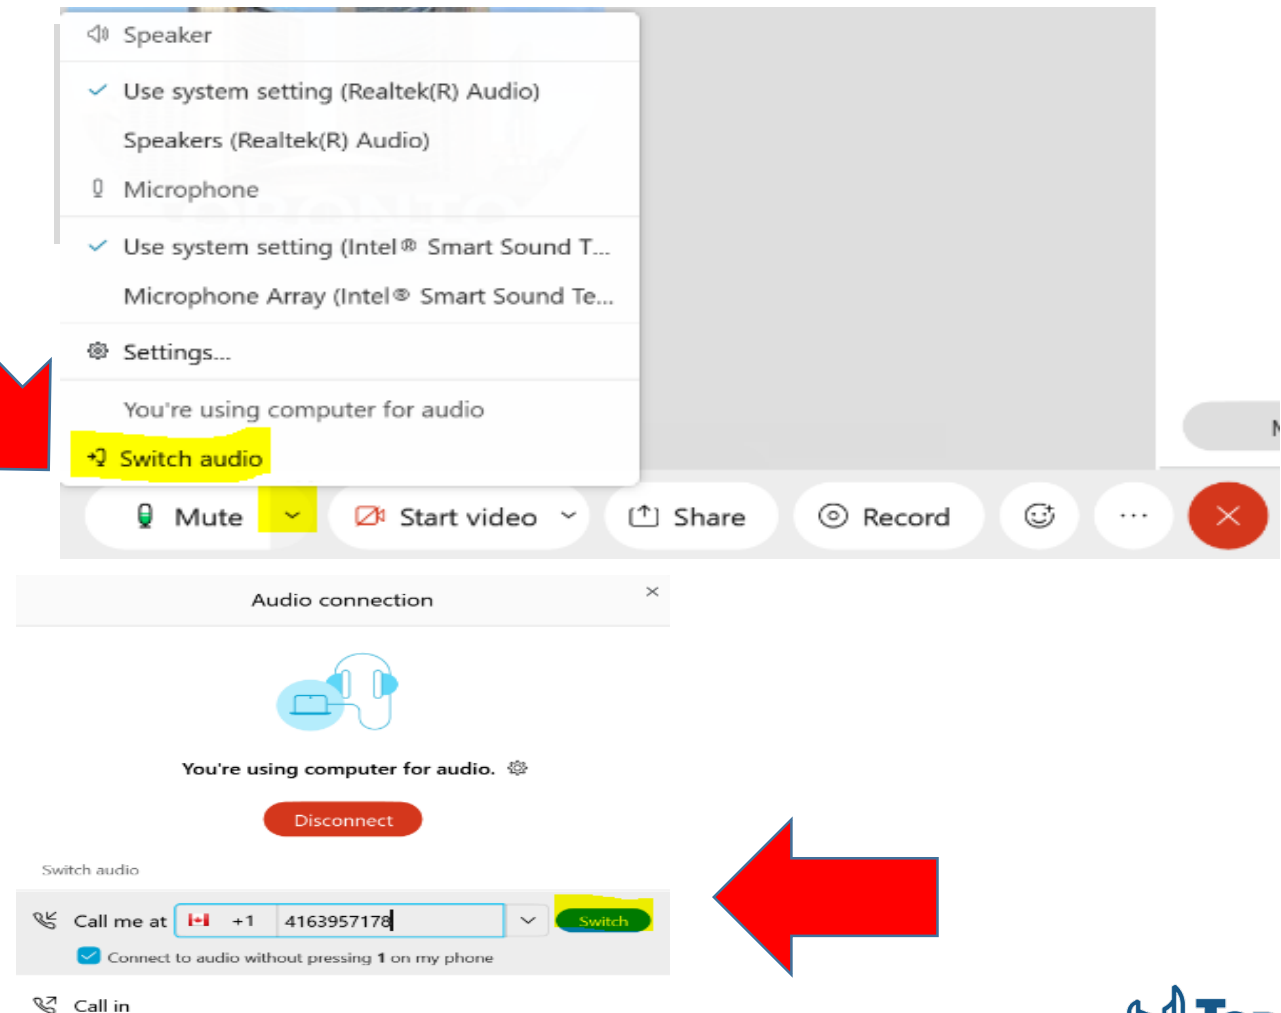 Speaker
Use system setting (Realtek(R) Audio)
Speakers (Realtek(R) Audio)
Microphone
Use system setting (Intel® Smart Sound T...
Microphone Array (Intel® Smart Sound Te...
Settings...
You're using computer for audio
Switch audio
Mute
Start video
Share
Record
Audio connection
You're using computer for audio.
Disconnect
Switch audio
Call me at +1 4163957178 Switch
Connect to audio without pressing 1 on my phone
Call in